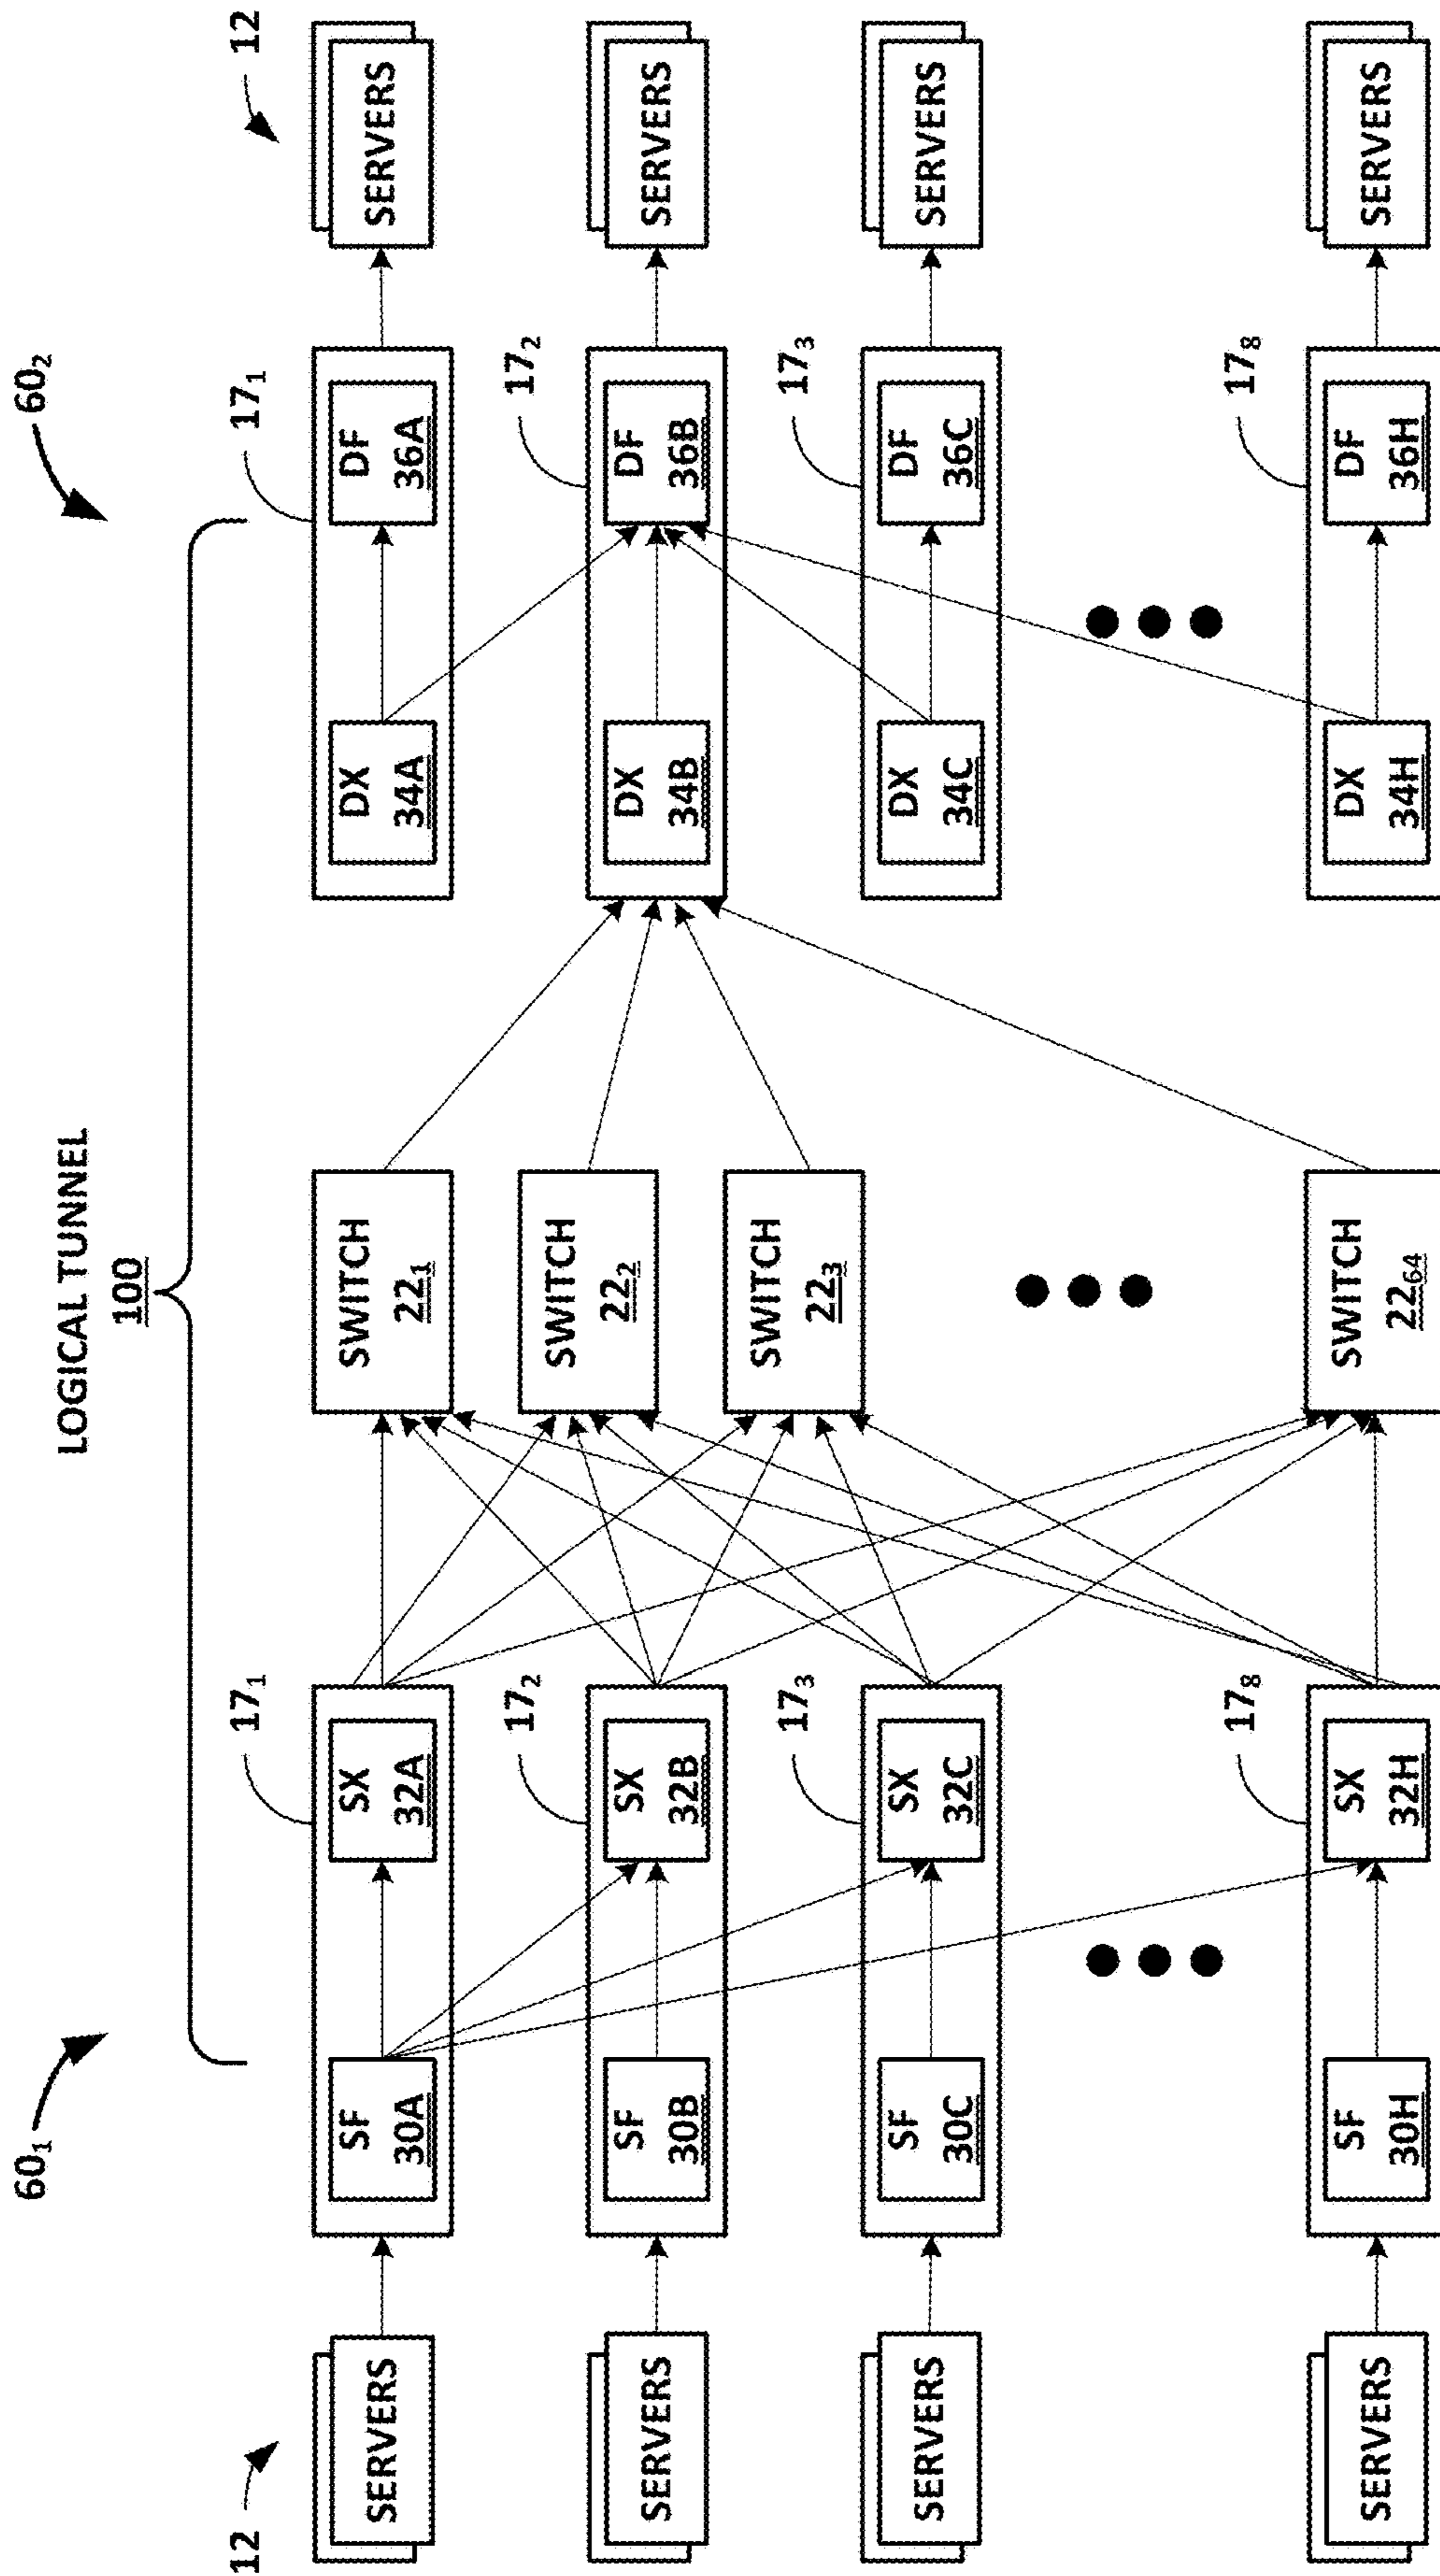 LOGICAL TUNNEL
100
60₁
60₂
12
12
17₁
17₁
SERVERS
SF
30A
SX
32A
SWITCH
22₁
DX
34A
DF
36A
SERVERS
17₂
17₂
SERVERS
SF
30B
SX
32B
SWITCH
22₂
DX
34B
DF
36B
SERVERS
17₃
17₃
SERVERS
SF
30C
SX
32C
SWITCH
22₃
DX
34C
DF
36C
SERVERS
17₈
17₈
SERVERS
SF
30H
SX
32H
SWITCH
22₆₄
DX
34H
DF
36H
SERVERS